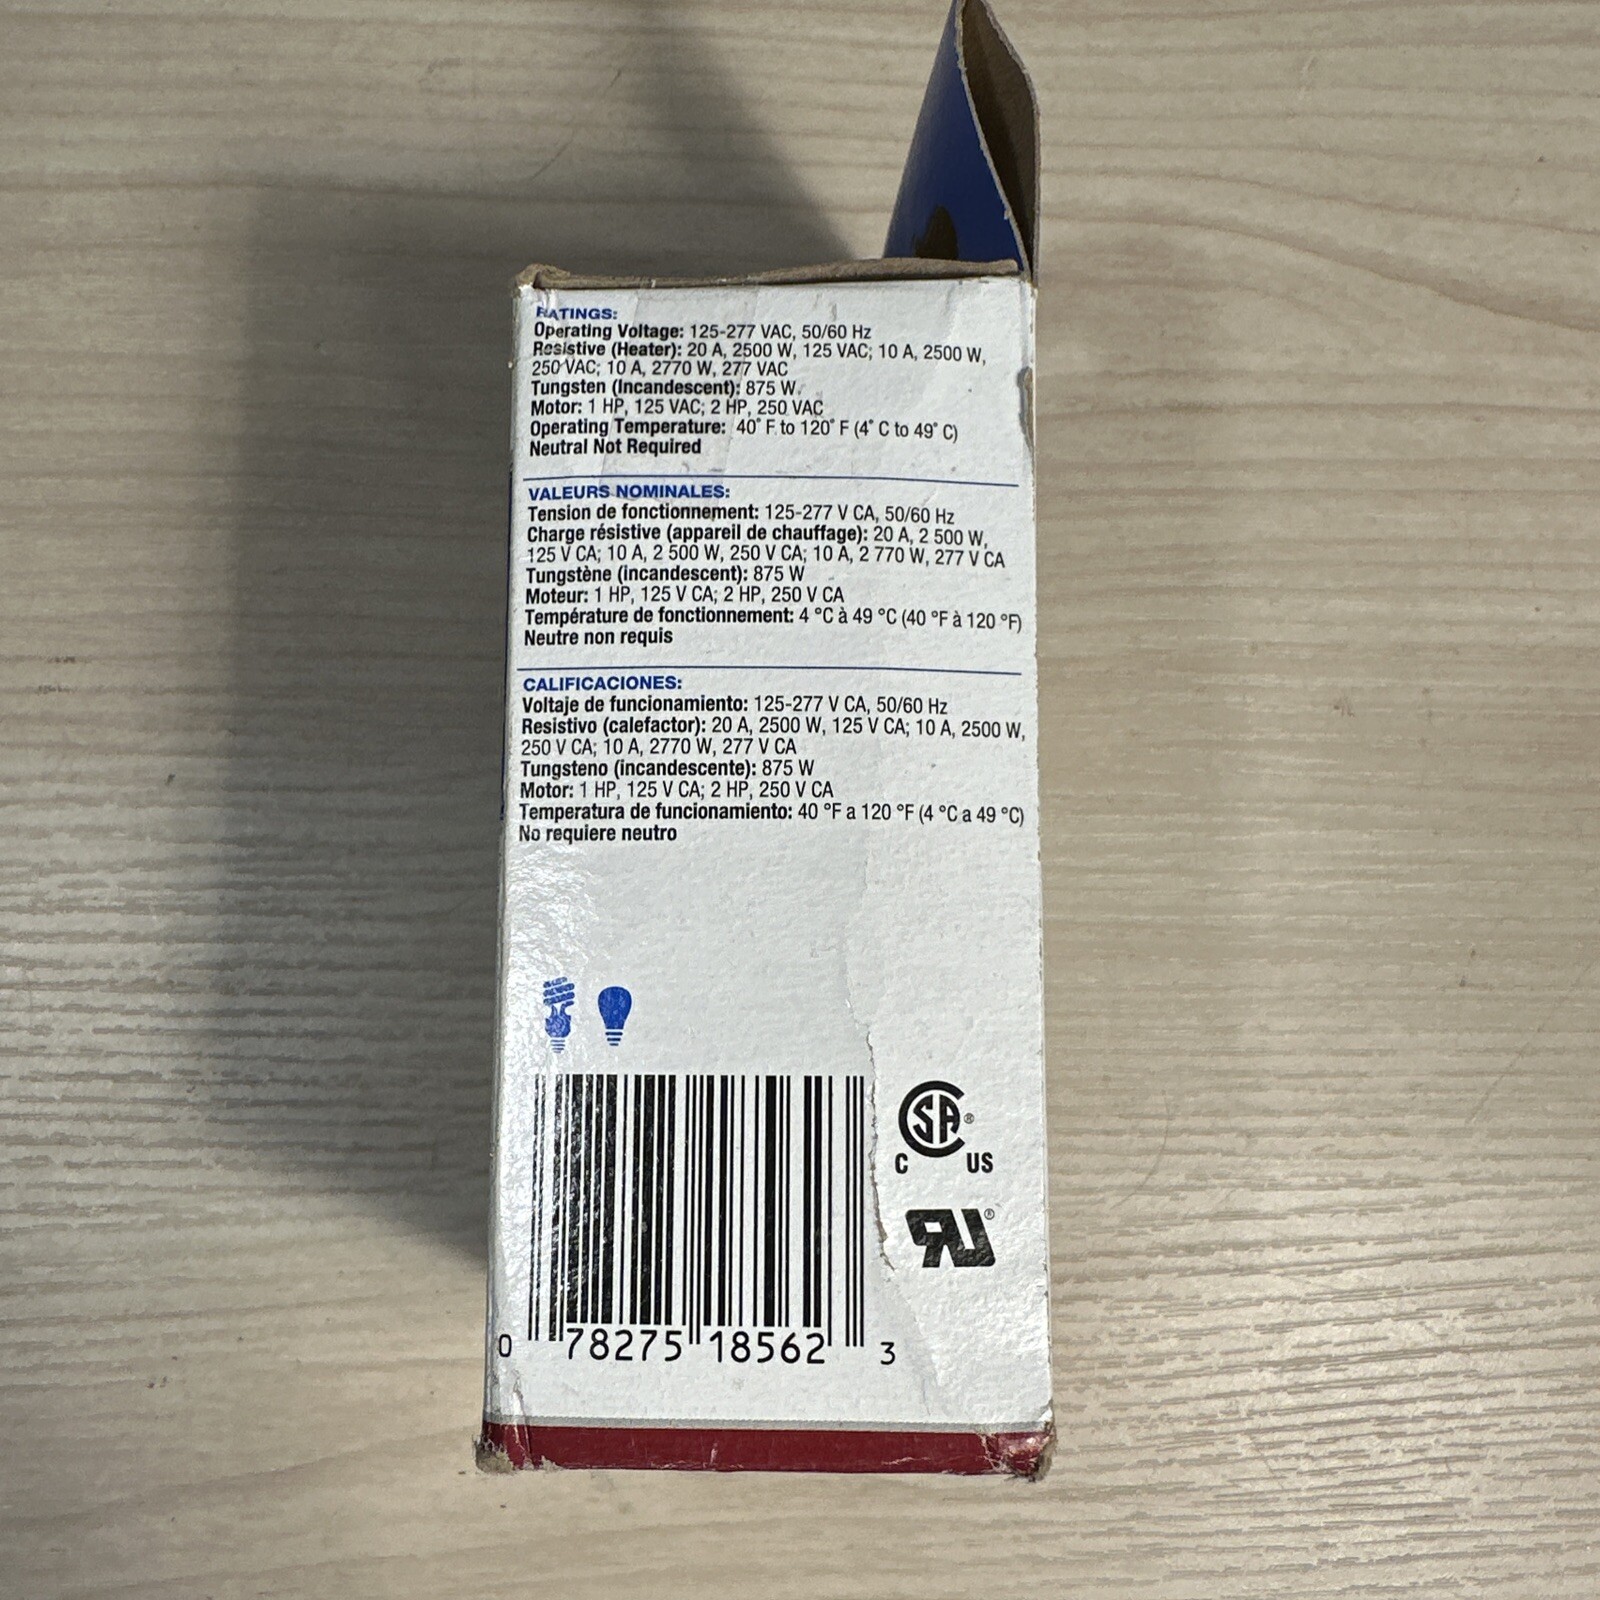 RATINGS:
Operating Voltage: 125-277 VAC, 50/60 Hz
Resistive (Heater): 20 A, 2500 W, 125 VAC; 10 A, 2500 W,
250 VAC; 10 A, 2770 W, 277 VAC
Tungsten (Incandescent): 875 W.
Motor: 1 HP, 125 VAC; 2 HP, 250 VAC
Operating Temperature: 40° F to 120° F (4° C to 49° C)
Neutral Not Required
VALEURS NOMINALES:
Tension de fonctionnement: 125-277 V CA, 50/60 Hz
Charge résistive (appareil de chauffage): 20 A, 2 500 W,
125 V CA; 10 A, 2 500 W, 250 V CA; 10 A, 2 770 W, 277 V CA
Tungstène (incandescent): 875 W
Moteur: 1 HP, 125 V CA; 2 HP, 250 V CA
Température de fonctionnement: 4 °C à 49 °C (40 °F à 120 °F)
Neutre non requis
CALIFICACIONES:
Voltaje de funcionamiento: 125-277 V CA, 50/60 Hz
Resistivo (calefactor): 20 A, 2500 W, 125 V CA; 10 A, 2500 W,
250 V CA; 10 A, 2770 W, 277 V CA
Tungsteno (incandescente): 875 W
Motor: 1 HP, 125 V CA; 2 HP, 250 V CA
Temperatura de funcionamiento: 40 °F a 120 °F (4 °C a 49 °C)
No requiere neutro
CSA®
C US
RU®
0 78275 18562 3